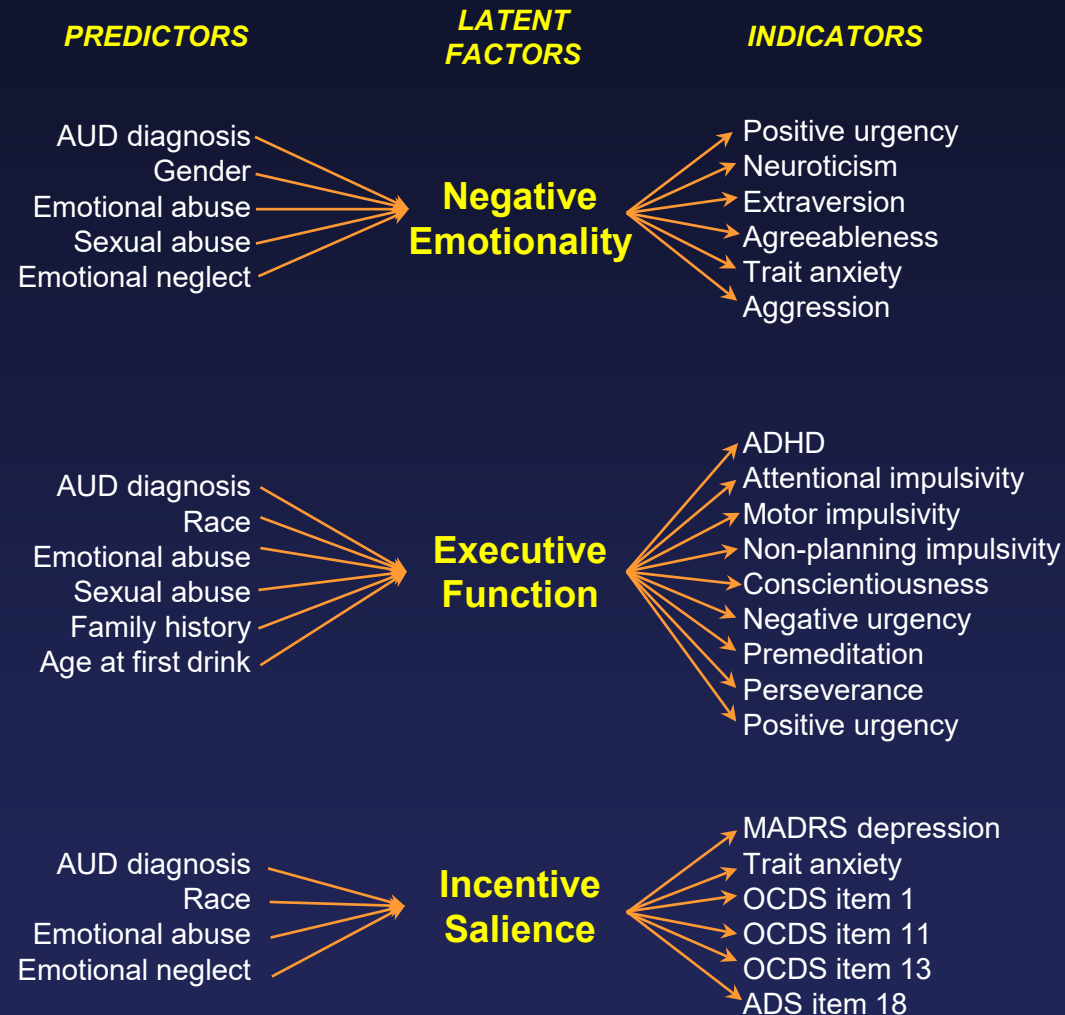 PREDICTORS
LATENT
FACTORS
INDICATORS
AUD diagnosis
Gender
Emotional abuse
Sexual abuse
Emotional neglect
Negative
Emotionality
Positive urgency
Neuroticism
Extraversion
Agreeableness
Trait anxiety
Aggression
AUD diagnosis
Race
Emotional abuse
Sexual abuse
Family history
Age at first drink
Executive
Function
ADHD
Attentional impulsivity
Motor impulsivity
Non-planning impulsivity
Conscientiousness
Negative urgency
Premeditation
Perseverance
Positive urgency
AUD diagnosis
Race
Emotional abuse
Emotional neglect
Incentive
Salience
MADRS depression
Trait anxiety
OCDS item 1
OCDS item 11
OCDS item 13
ADS item 18